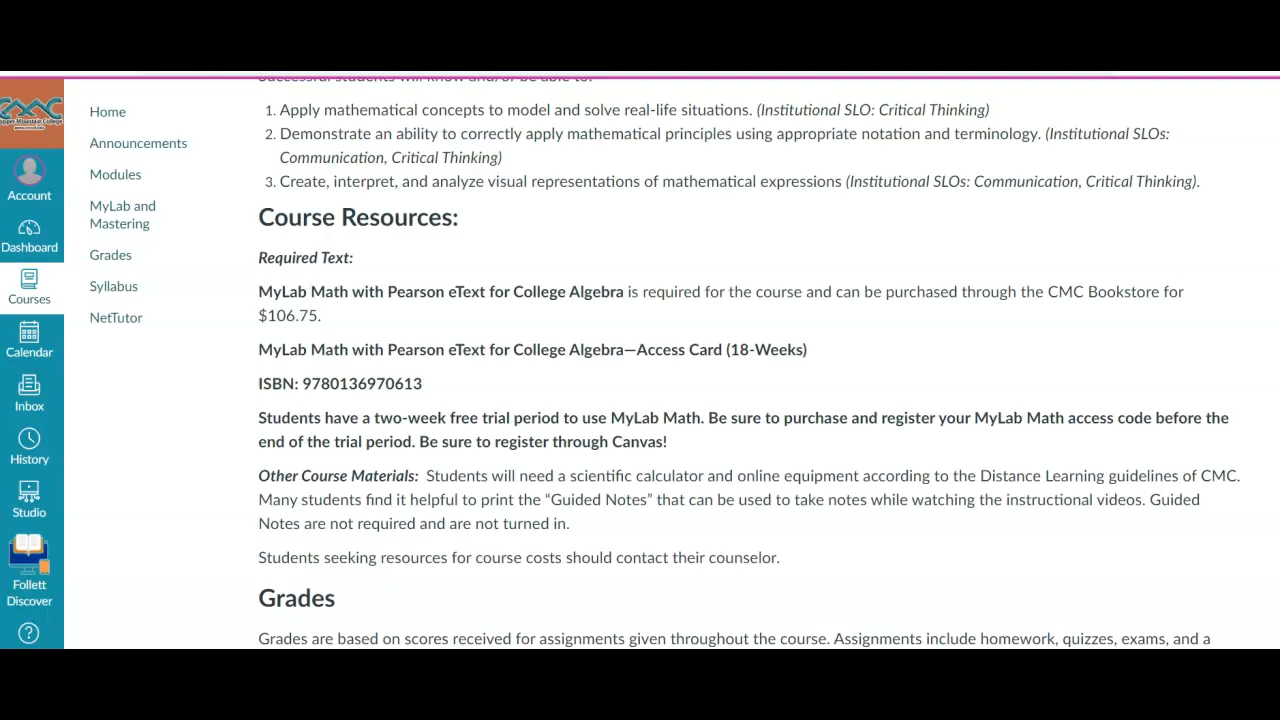 successful students will know and/or be able to:
1. Apply mathematical concepts to model and solve real-life situations. (Institutional SLO: Critical Thinking)
2. Demonstrate an ability to correctly apply mathematical principles using appropriate notation and terminology. (Institutional SLOs:
Communication, Critical Thinking)
3. Create, interpret, and analyze visual representations of mathematical expressions (Institutional SLOs: Communication, Critical Thinking).
Course Resources:
Required Text:
MyLab Math with Pearson eText for College Algebra is required for the course and can be purchased through the CMC Bookstore for
$106.75.
MyLab Math with Pearson eText for College Algebra—Access Card (18-Weeks)
ISBN: 9780136970613
Students have a two-week free trial period to use MyLab Math. Be sure to purchase and register your MyLab Math access code before the
end of the trial period. Be sure to register through Canvas!
Other Course Materials: Students will need a scientific calculator and online equipment according to the Distance Learning guidelines of CMC.
Many students find it helpful to print the “Guided Notes” that can be used to take notes while watching the instructional videos. Guided
Notes are not required and are not turned in.
Students seeking resources for course costs should contact their counselor.
Grades
Grades are based on scores received for assignments given throughout the course. Assignments include homework, quizzes, exams, and a
Home
Announcements
Modules
MyLab and
Mastering
Grades
Syllabus
NetTutor
CMC
Account
Dashboard
Courses
Calendar
Inbox
History
Studio
Follett
Discover
?